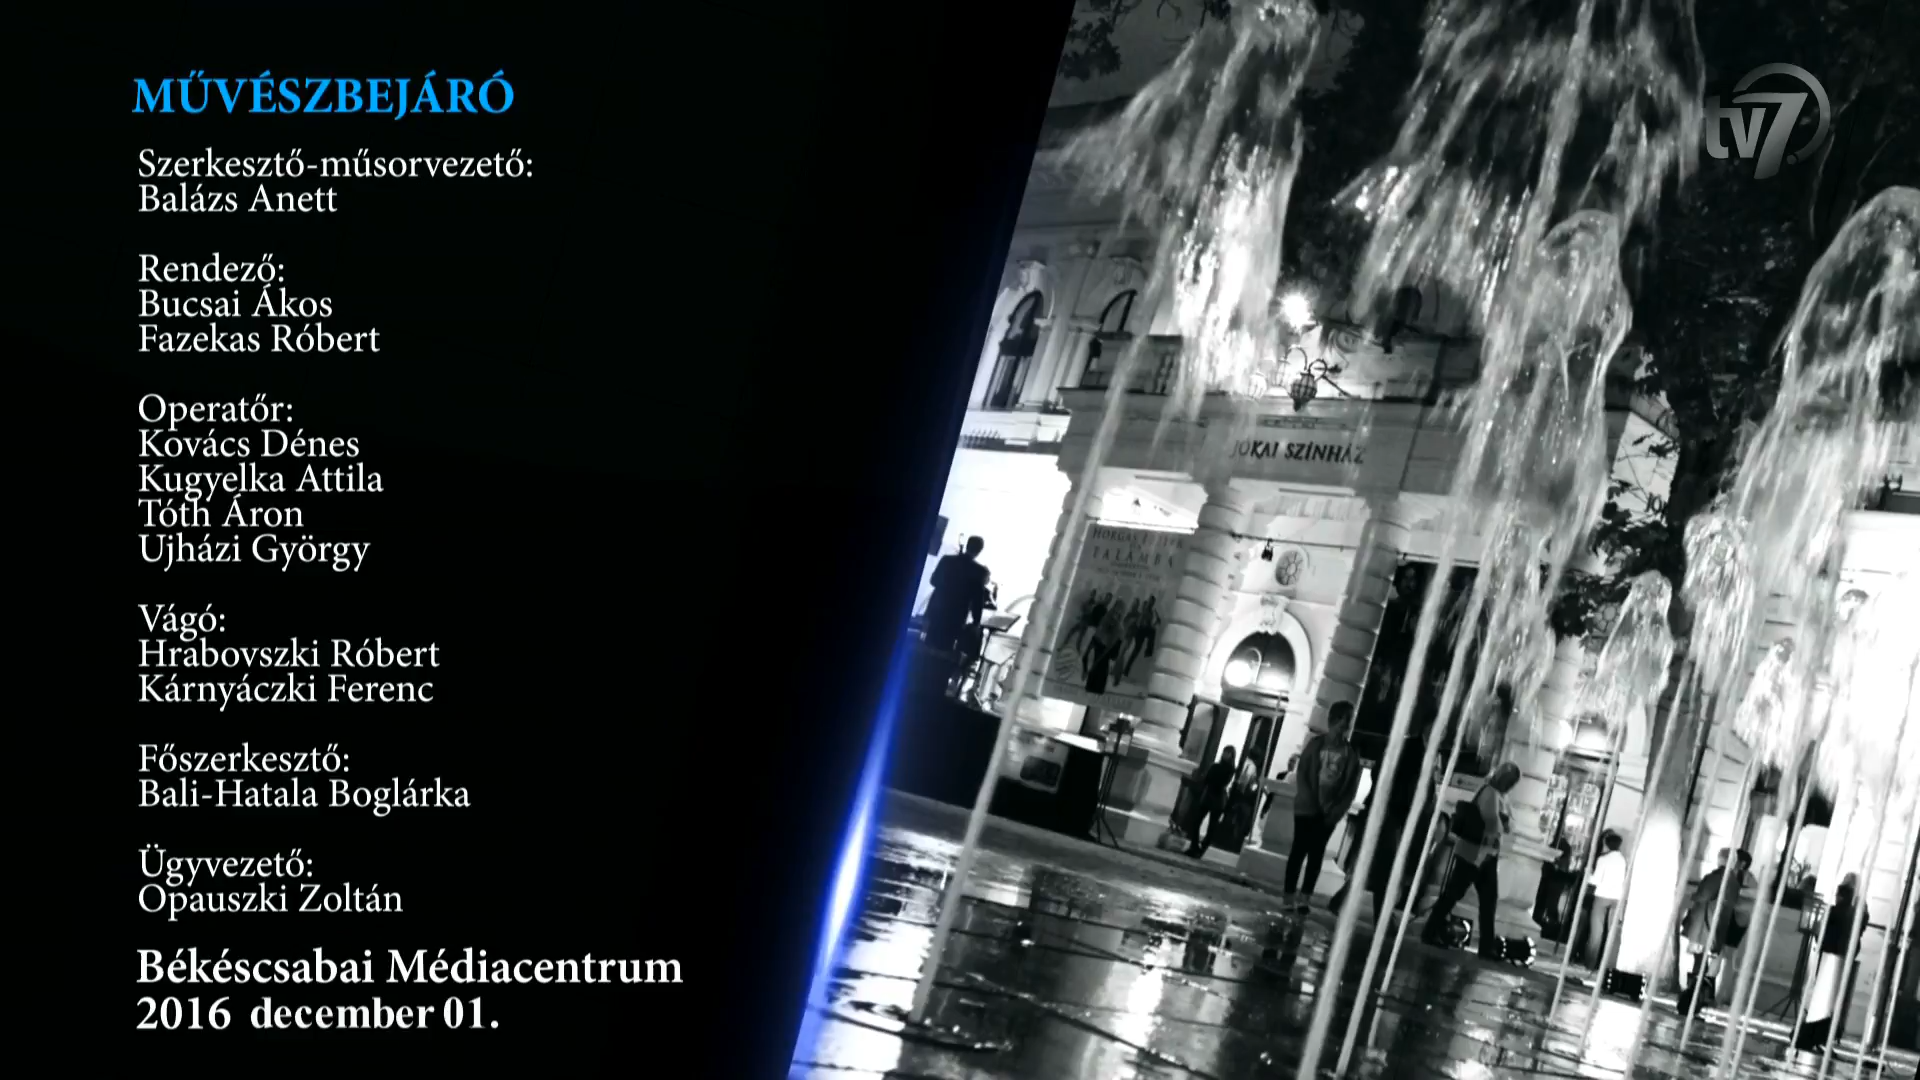 MŰVÉSZBEJÁRÓ
Szerkesztő-műsorvezető:
Balázs Anett
Rendező:
Bucsai Ákos
Fazekas Róbert
Operatőr:
Kovács Dénes
Kugyelka Attila
Tóth Áron
Ujházi György
Vágó:
Hrabovszki Róbert
Kárnyáczki Ferenc
Főszerkesztő:
Bali-Hatala Boglárka
Ügyvezető:
Opauszki Zoltán
Békéscsabai Médiacentrum
2016 december 01.
tv7
JÓKAI SZÍNHÁZ
TALAMBA